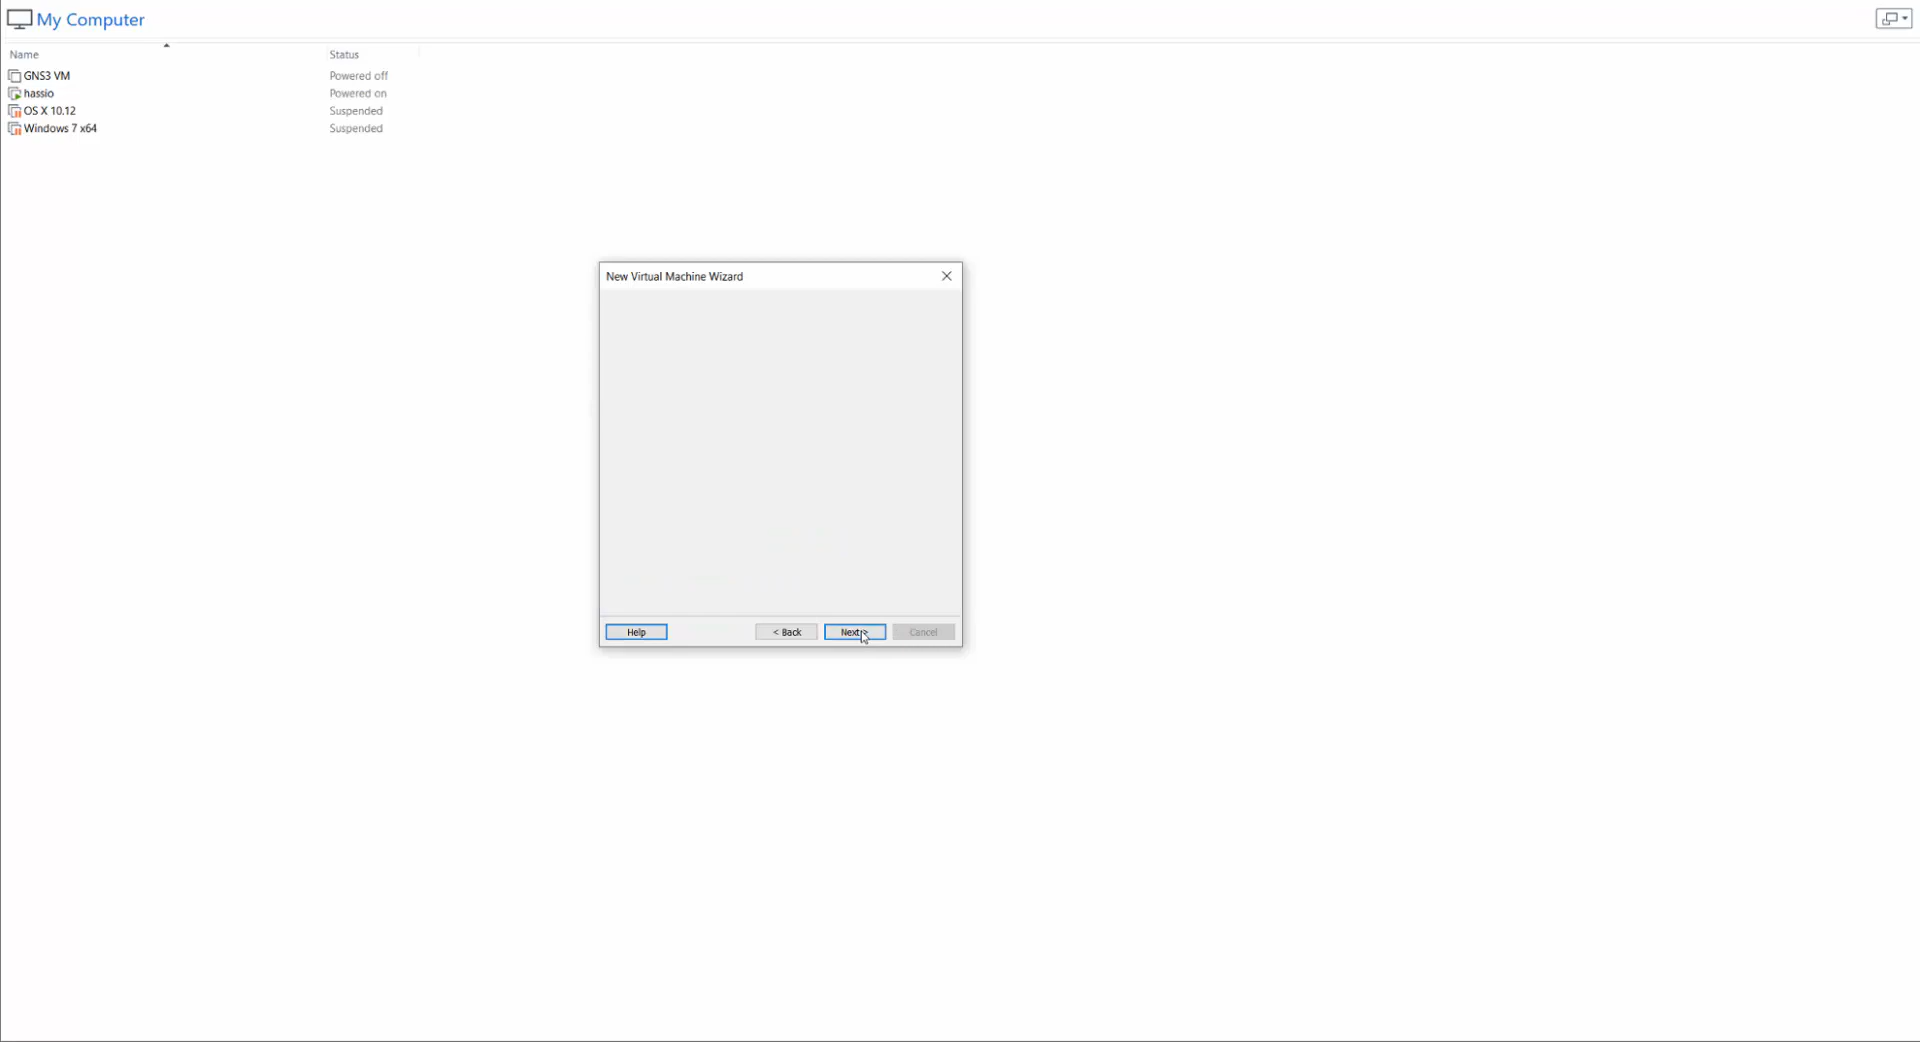 My Computer
Name Status
GNS3 VM Powered off
hassio Powered on
OS X 10.12 Suspended
Windows 7 x64 Suspended
New Virtual Machine Wizard
Help < Back Next > Cancel